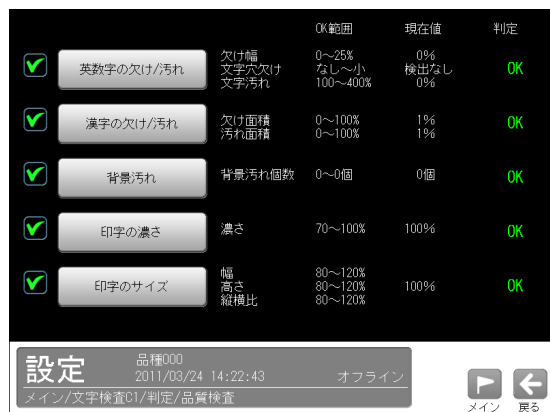 OK範囲 現在値 判定
英数字の欠け/汚れ 欠け幅 0～25% 0% OK
文字穴欠け なし～小 検出なし
文字汚れ 100～400% 0%
漢字の欠け/汚れ 欠け面積 0～100% 1% OK
汚れ面積 0～100% 1%
背景汚れ 背景汚れ個数 0～0個 0個 OK
印字の濃さ 濃さ 70～100% 100% OK
印字のサイズ 幅 80～120% OK
高さ 80～120% 100%
縦横比 80～120%
設定 品種000
2011/03/24 14:22:43 オフライン
メイン/文字検査C1/判定/品質検査
メイン 戻る